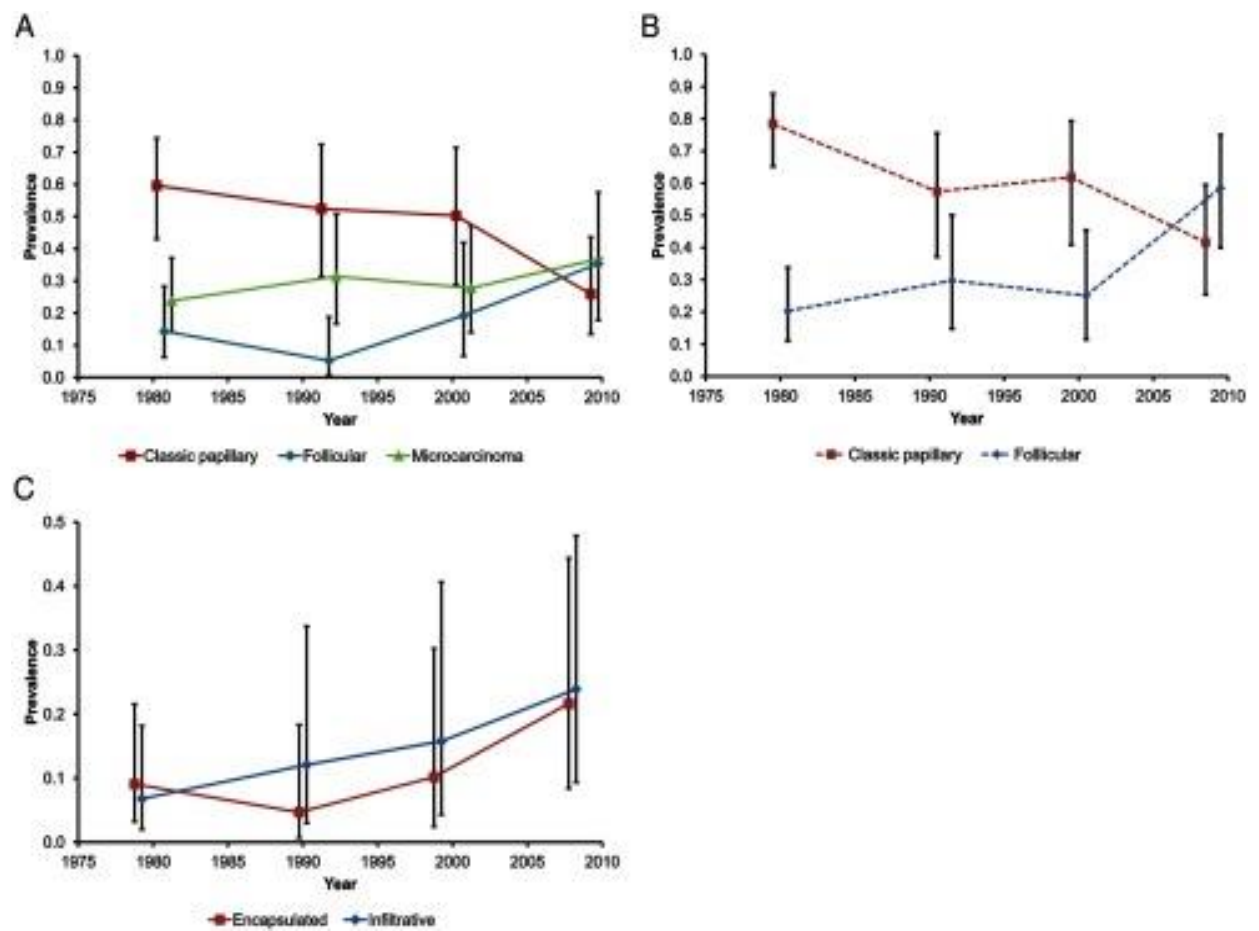 A
1.0
0.9
0.8
0.7
0.6
0.5
0.4
0.3
0.2
0.1
0.0
Prevalence
1975 1980 1985 1990 1995 2000 2005 2010
Year
Classic papillary Follicular Microcarcinoma
B
1.0
0.9
0.8
0.7
0.6
0.5
0.4
0.3
0.2
0.1
0.0
Prevalence
1975 1980 1985 1990 1995 2000 2005 2010
Year
Classic papillary Follicular
C
0.5
0.4
0.3
0.2
0.1
0.0
Prevalence
1975 1980 1985 1990 1995 2000 2005 2010
Year
Encapsulated Infiltrative